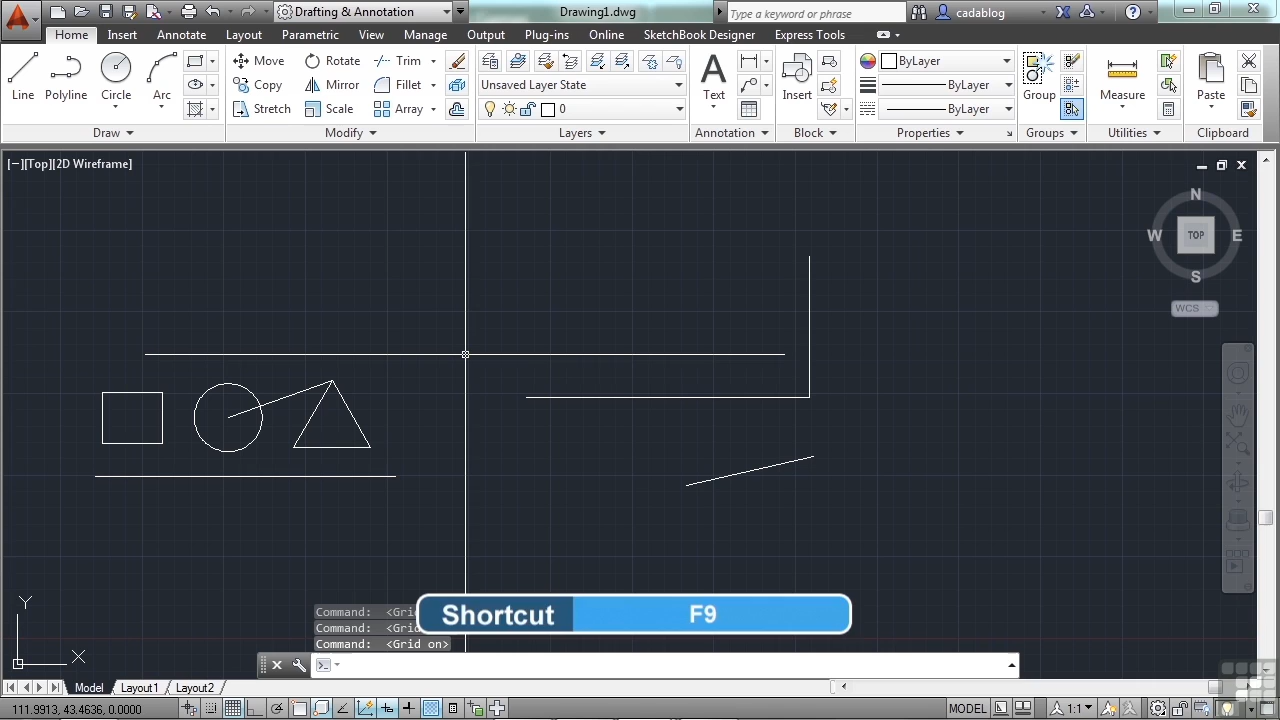 Drafting & Annotation
Drawing1.dwg
Type a keyword or phrase
cadablog
Home
Insert
Annotate
Layout
Parametric
View
Manage
Output
Plug-ins
Online
SketchBook Designer
Express Tools
Line
Polyline
Circle
Arc
Move
Rotate
Trim
Copy
Mirror
Fillet
Stretch
Scale
Array
Unsaved Layer State
0
Text
Insert
ByLayer
ByLayer
ByLayer
Group
Measure
Paste
Draw
Modify
Layers
Annotation
Block
Properties
Groups
Utilities
Clipboard
[−][Top][2D Wireframe]
N
W
TOP
E
S
WCS
Y
X
Command: <Grid
Command: <Grid
Command: <Grid on>
Shortcut F9
Model
Layout1
Layout2
111.9913, 43.4636, 0.0000
MODEL
1:1